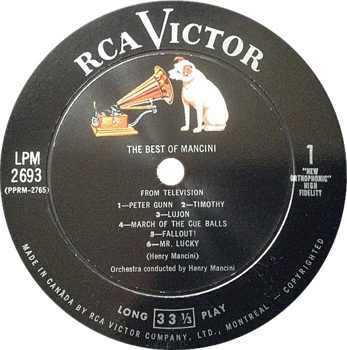 RCA VICTOR
THE BEST OF MANCINI
LPM
2693
(PPRM-2765)
1
"NEW
ORTHOPHONIC"
HIGH
FIDELITY
FROM TELEVISION
1—PETER GUNN 2—TIMOTHY
3—LUJON
4—MARCH OF THE CUE BALLS
5—FALLOUT!
6—MR. LUCKY
(Henry Mancini)
Orchestra conducted by Henry Mancini
LONG 33⅓ PLAY
MADE IN CANADA BY RCA VICTOR COMPANY, LTD., MONTREAL — COPYRIGHTED